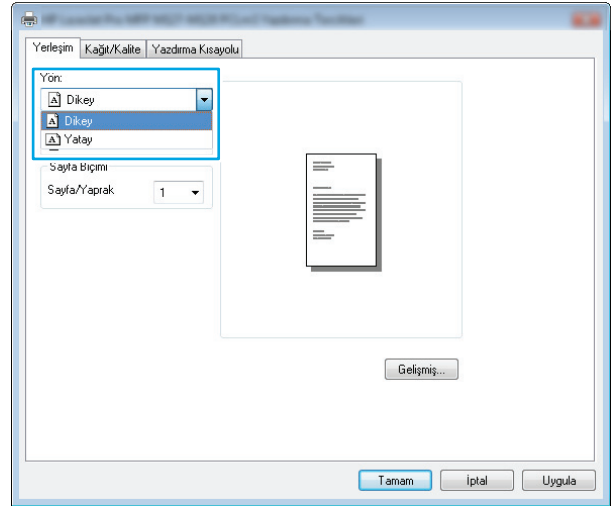 Yerleşim Kağıt/Kalite Yazdırma Kısayolu
Yön:
A Dikey
A Dikey
A Yatay
Sayfa Biçimi
Sayfa/Yaprak 1
Gelişmiş...
Tamam İptal Uygula